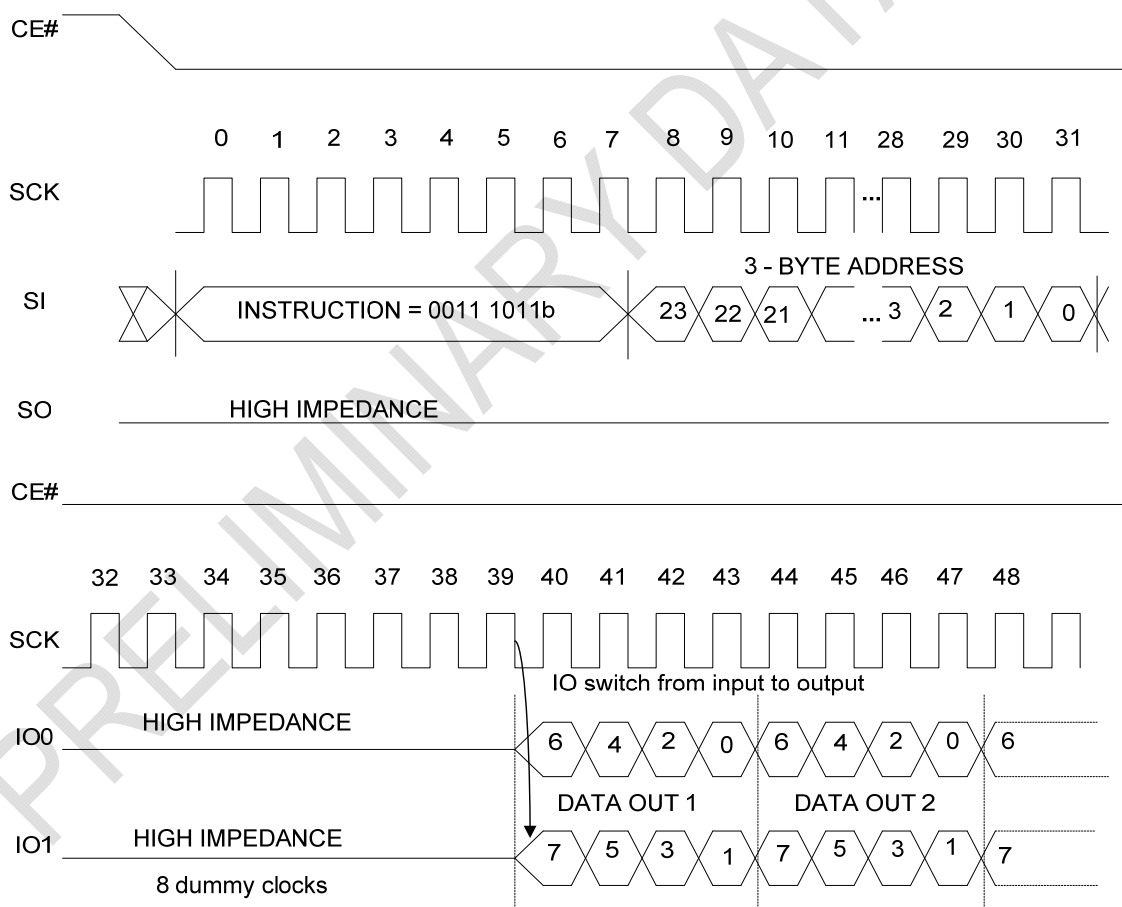 CE#
0 1 2 3 4 5 6 7 8 9 10 11 28 29 30 31
SCK
...
3 - BYTE ADDRESS
SI
INSTRUCTION = 0011 1011b
23 22 21 ... 3 2 1 0
SO
HIGH IMPEDANCE
CE#
32 33 34 35 36 37 38 39 40 41 42 43 44 45 46 47 48
SCK
IO switch from input to output
IO0
HIGH IMPEDANCE
6 4 2 0 6 4 2 0 6
DATA OUT 1 DATA OUT 2
IO1
HIGH IMPEDANCE
7 5 3 1 7 5 3 1 7
8 dummy clocks
PRELIMINARY DATA